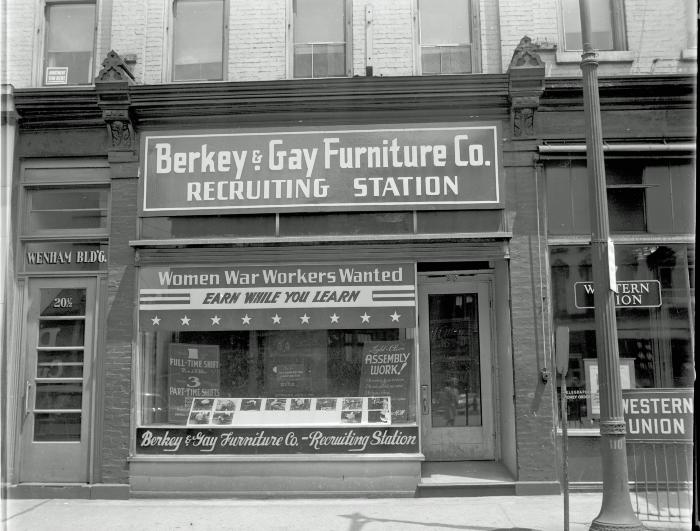 Berkey & Gay Furniture Co.
RECRUITING STATION
WENHAM BLD'G.
20½
Women War Workers Wanted
EARN WHILE YOU LEARN
1
FULL-TIME SHIFT
3
PART-TIME SHIFTS
ASSEMBLY
WORK!
Berkey & Gay Furniture Co. - Recruiting Station
WESTERN
UNION
WESTERN
UNION